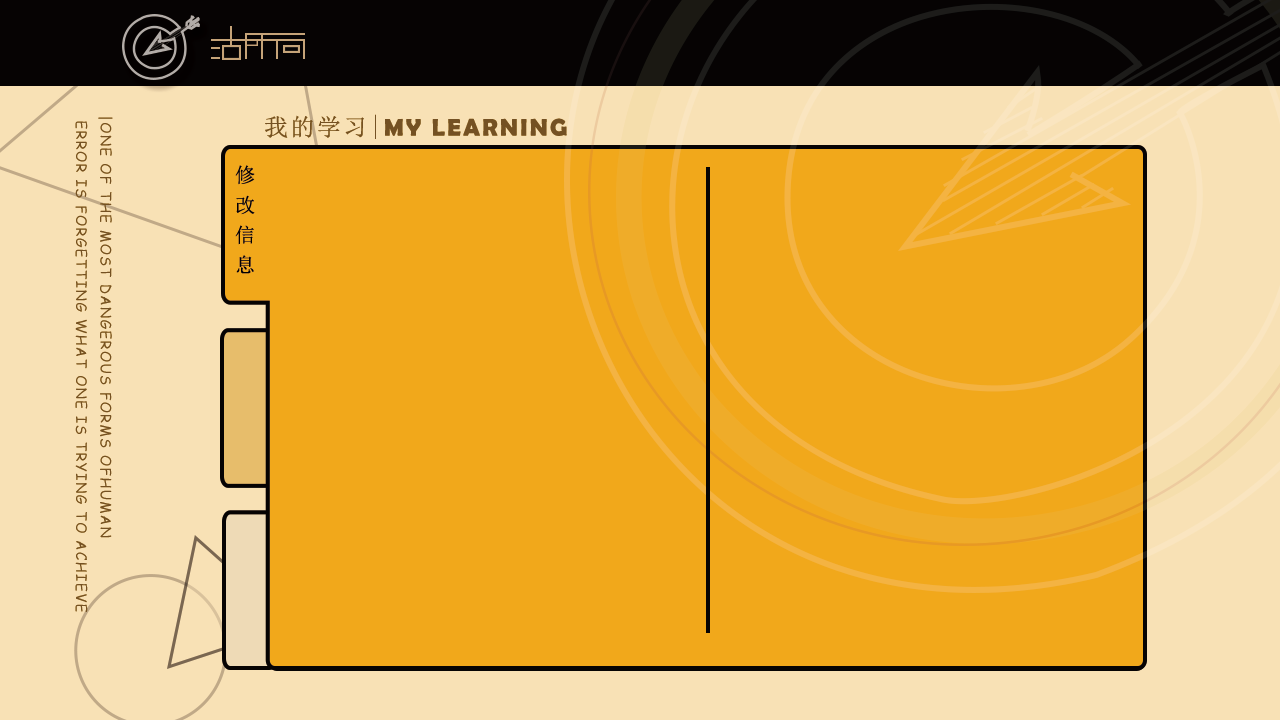 我的学习|MY LEARNING
修改信息
|ONE OF THE MOST DANGEROUS FORMS OFHUMAN
ERROR IS FORGETTING WHAT ONE IS TRYING TO ACHIEVE